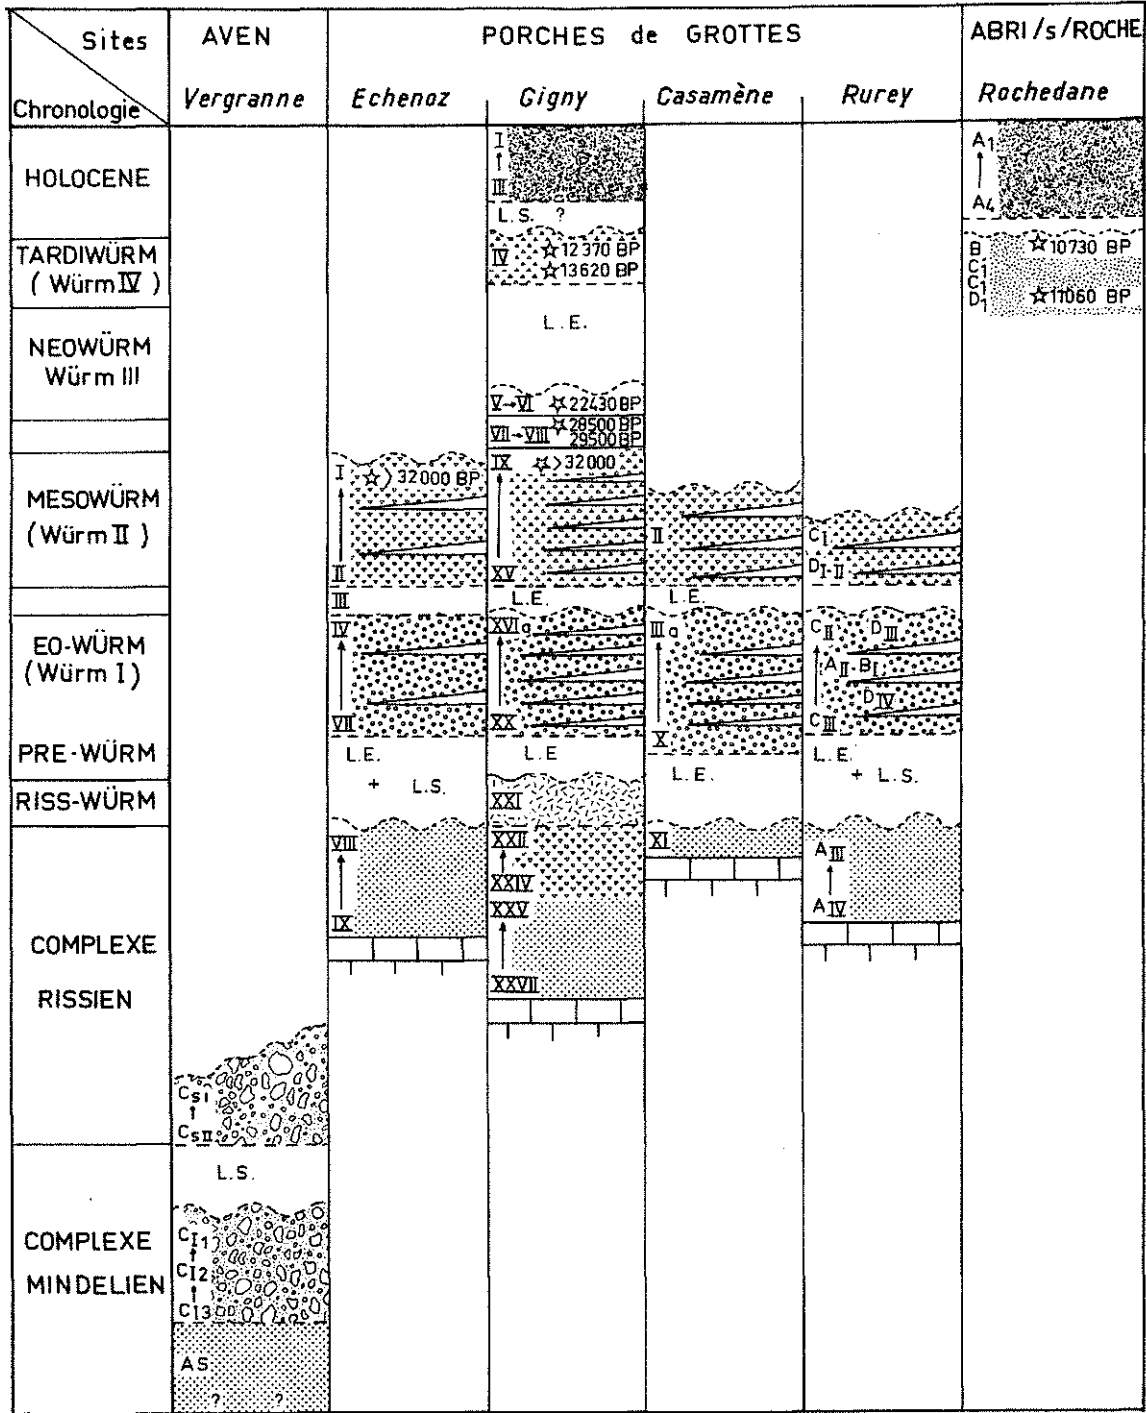 Sites
Chronologie
AVEN
PORCHES de GROTTES
ABRI/s/ROCHE
Vergranne
Echenoz
Gigny
Casamène
Rurey
Rochedane
HOLOCENE
I
III
L.S. ?
A1
A4
TARDIWÜRM
(Würm IV)
IV
12370 BP
13620 BP
B
C1
C1
D1
10730 BP
11060 BP
NEOWÜRM
Würm III
L.E.
V→VI 22430 BP
VII→VIII 28500 BP
29500 BP
MESOWÜRM
(Würm II)
I > 32000 BP
II
III
IX > 32000
XV
L.E.
II
L.E.
CI
DI-II
EO-WÜRM
(Würm I)
IV
VII
XVIa
XX
IIIa
X
CII
DIII
AII-BI
DIV
CIII
PRE-WÜRM
L.E.
+ L.S.
L.E
L.E.
L.E.
+ L.S.
RISS-WÜRM
XXI
COMPLEXE
RISSIEN
VIII
IX
XXII
XXIV
XXV
XXVII
XI
AIII
AIV
CSI
CSII
L.S.
COMPLEXE
MINDELIEN
CI1
CI2
CI3
AS
? ?